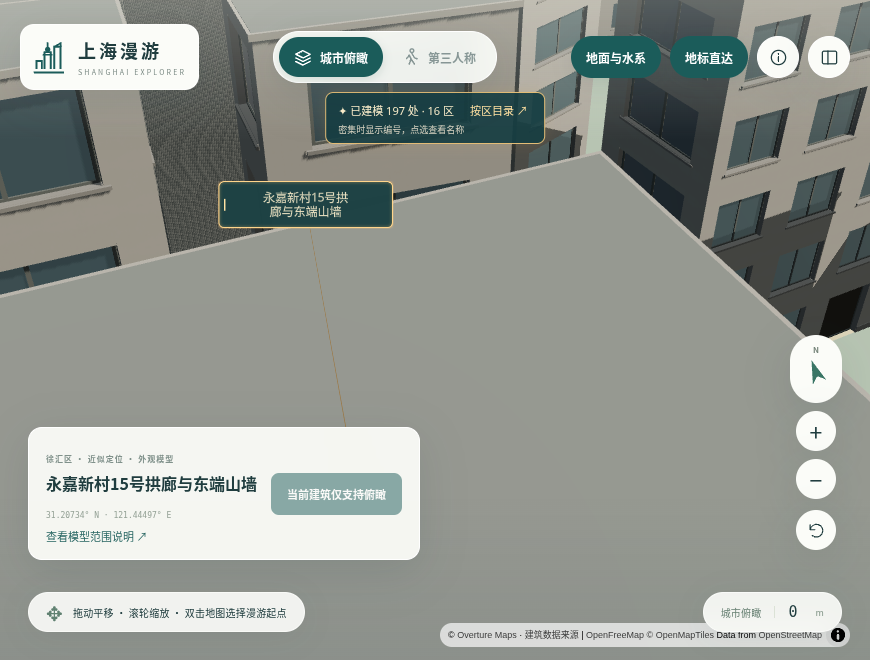 上海漫游
SHANGHAI EXPLORER
城市俯瞰
第三人称
地面与水系
地标直达
✦ 已建模 197 处 · 16 区 按区目录 ↗
密集时显示编号，点选查看名称
永嘉新村15号拱
廊与东端山墙
N
徐汇区 · 近似定位 · 外观模型
永嘉新村15号拱廊与东端山墙
当前建筑仅支持俯瞰
31.20734° N · 121.44497° E
查看模型范围说明 ↗
拖动平移 · 滚轮缩放 · 双击地图选择漫游起点
城市俯瞰 0 m
© Overture Maps · 建筑数据来源 | OpenFreeMap © OpenMapTiles Data from OpenStreetMap